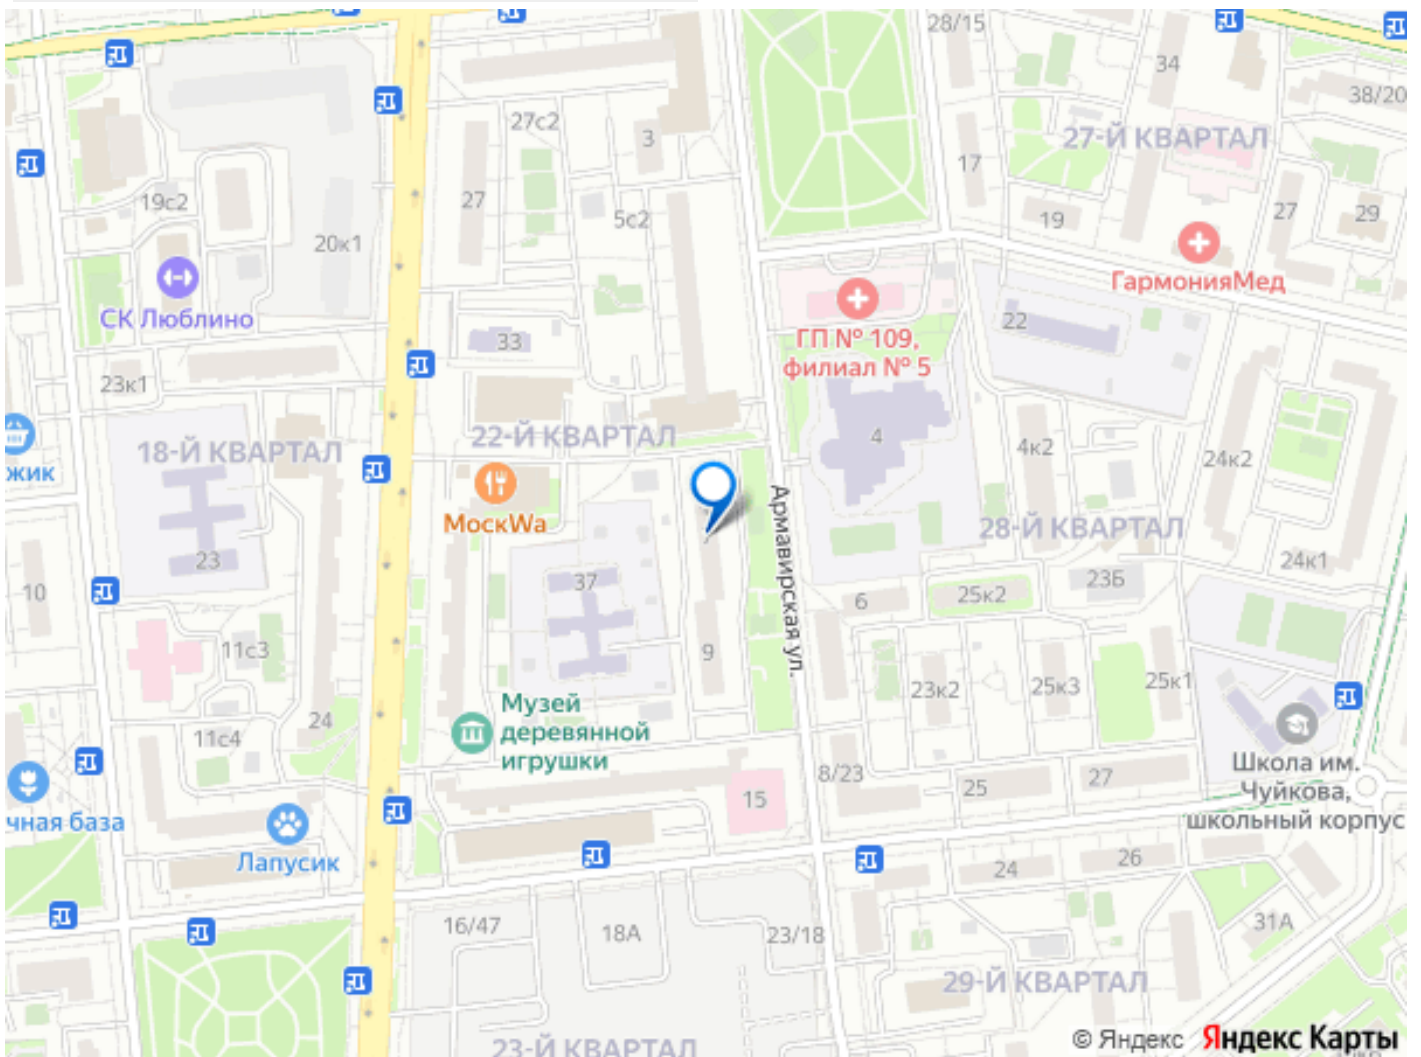 28/15
34
38/20
27с2
3
27-Й КВАРТАЛ
17
19с2
27
5с2
19
27
29
20к1
ГармонияМед
СК Люблино
ГП № 109,
филиал № 5
22
33
23к1
18-Й КВАРТАЛ
22-Й КВАРТАЛ
4
4к2
24к2
жик
МоскWa
Армавирская ул.
28-Й КВАРТАЛ
23
37
10
24к1
23Б
25к2
6
11с3
9
23к2
25к3
25к1
Музей
деревянной
игрушки
24
11с4
8/23
25
27
15
Школа им.
Чуйкова,
школьный корпус
чная база
Лапусик
24
26
16/47
18А
23/18
31А
29-Й КВАРТАЛ
23-Й КВАРТАЛ
© Яндекс Яндекс Карты